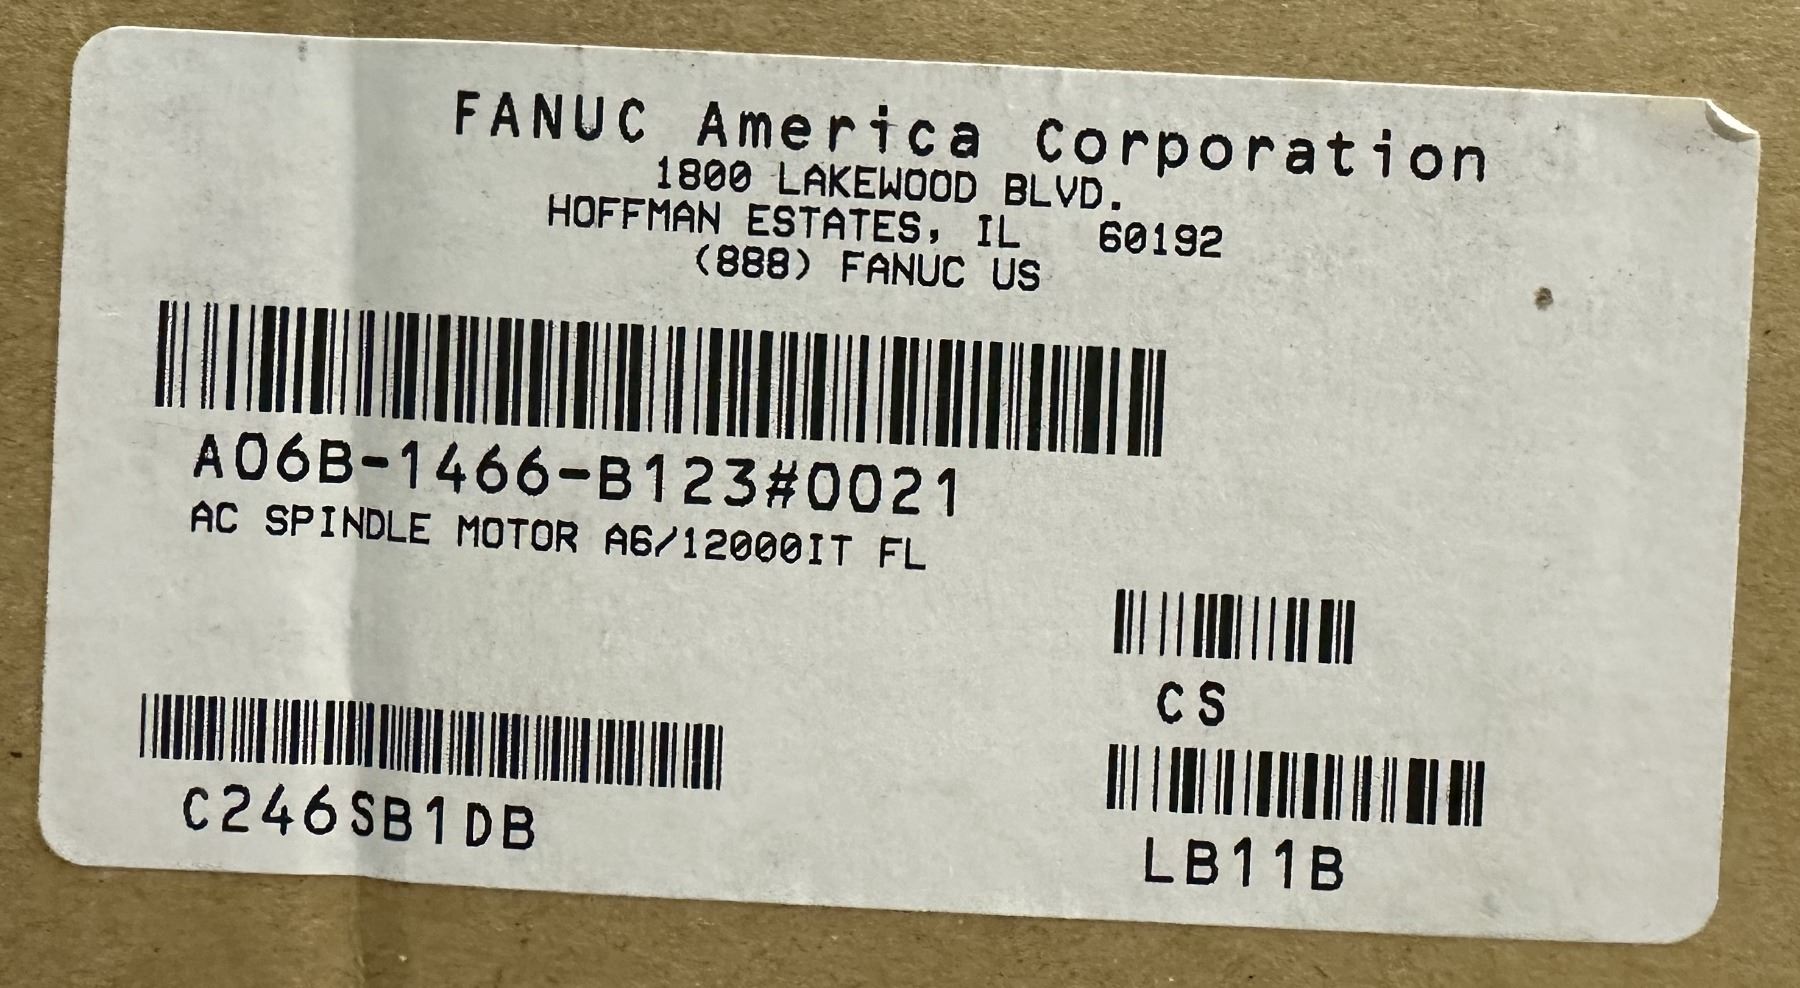 FANUC America Corporation
1800 LAKEWOOD BLVD.
HOFFMAN ESTATES, IL 60192
(888) FANUC US
A06B-1466-B123#0021
AC SPINDLE MOTOR A6/12000IT FL
CS
C246SB1DB
LB11B